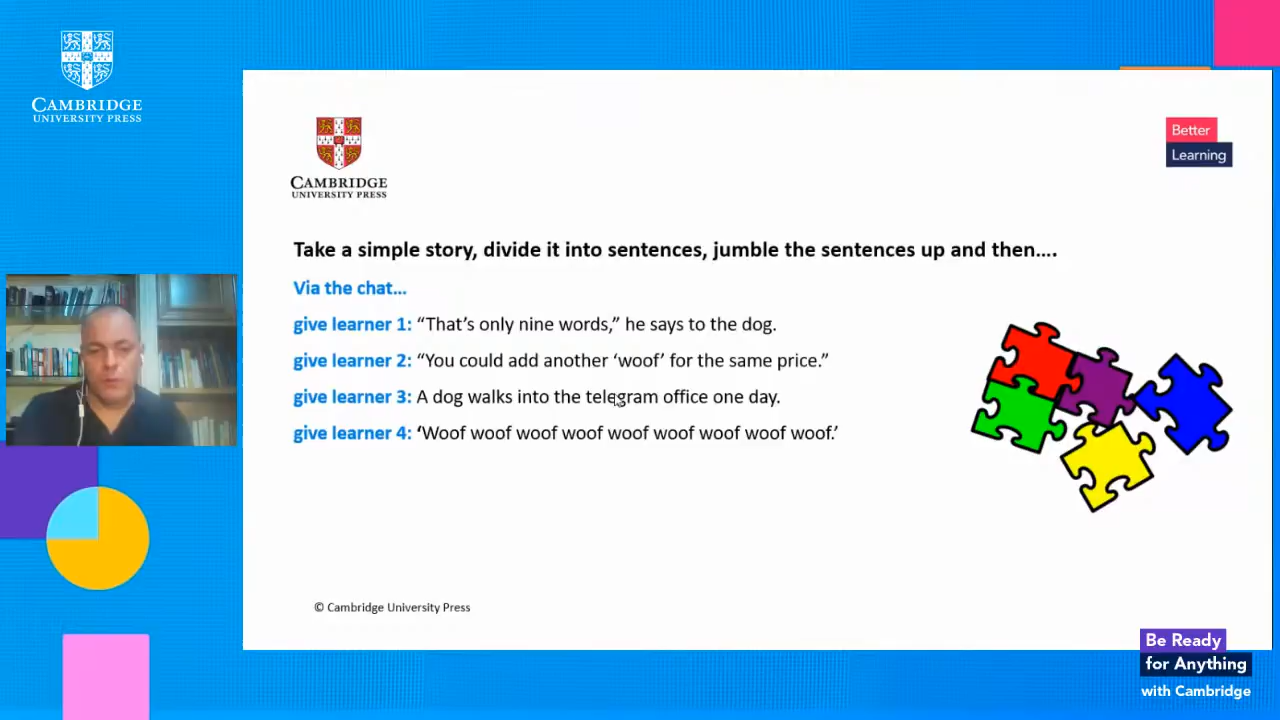 CAMBRIDGE
UNIVERSITY PRESS
CAMBRIDGE
UNIVERSITY PRESS
Better
Learning
Take a simple story, divide it into sentences, jumble the sentences up and then….
Via the chat…
give learner 1: “That’s only nine words,” he says to the dog.
give learner 2: “You could add another ‘woof’ for the same price.”
give learner 3: A dog walks into the telegram office one day.
give learner 4: ‘Woof woof woof woof woof woof woof woof woof.’
© Cambridge University Press
Be Ready
for Anything
with Cambridge